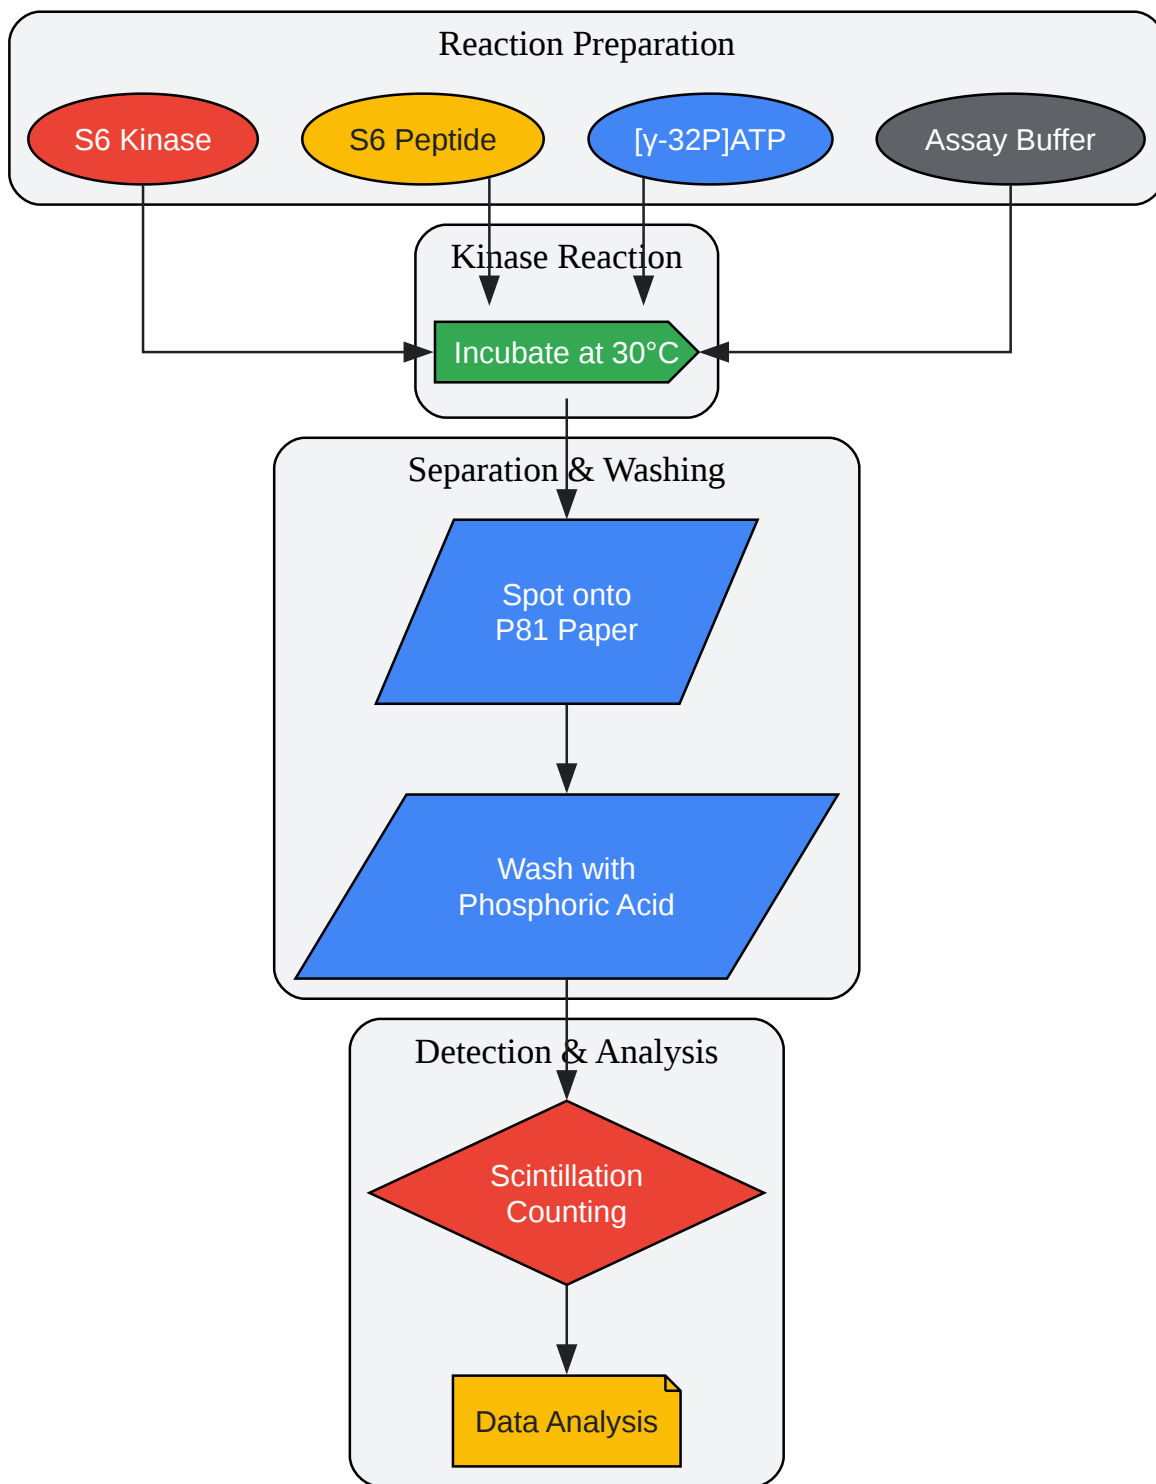 Reaction Preparation
S6 Kinase
S6 Peptide
[γ-32P]ATP
Assay Buffer
Kinase Reaction
Incubate at 30°C
Separation & Washing
Spot onto
P81 Paper
Wash with
Phosphoric Acid
Detection & Analysis
Scintillation
Counting
Data Analysis